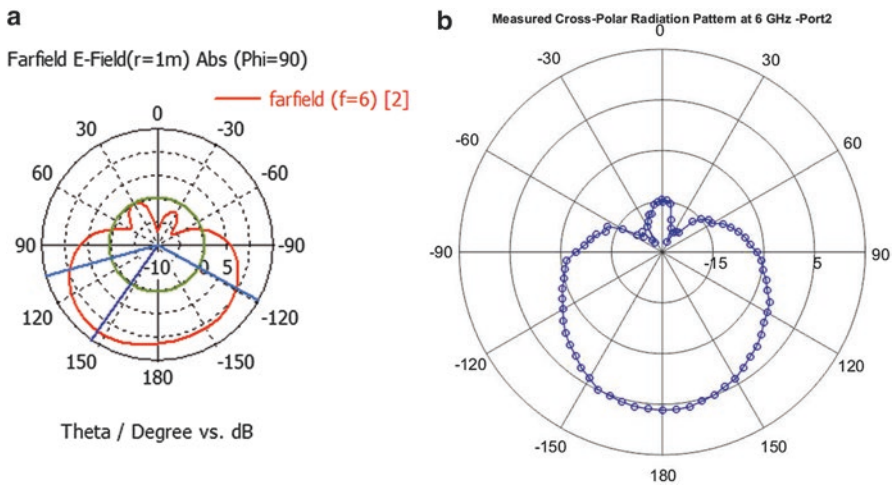 a
Farfield E-Field(r=1m) Abs (Phi=90)
farfield (f=6) [2]
0
30 -30
60 -60
90 -10 0 5 -90
120 -120
150 -150
180
Theta / Degree vs. dB
b
Measured Cross-Polar Radiation Pattern at 6 GHz -Port2
0
-30 30
-60 60
-90 -15 5 90
-120 120
-150 150
180